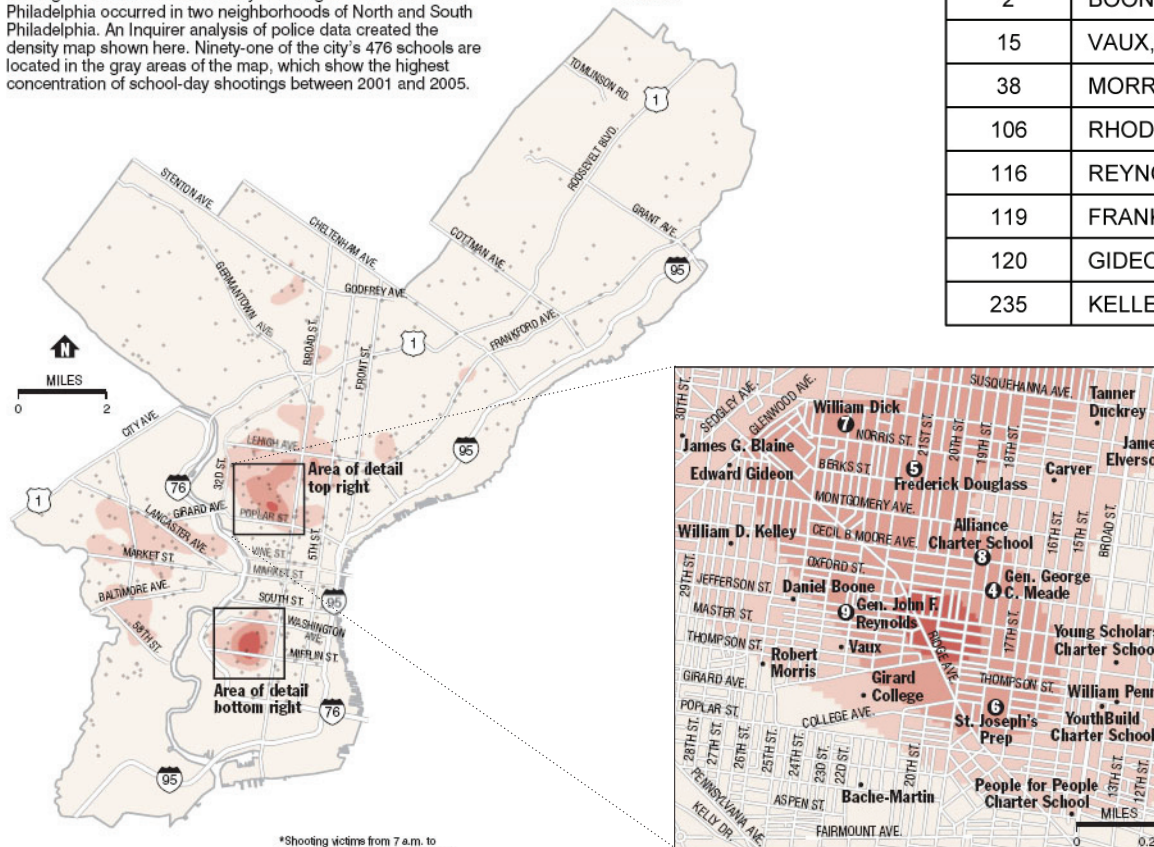 Philadelphia occurred in two neighborhoods of North and South
Philadelphia. An Inquirer analysis of police data created the
density map shown here. Ninety-one of the city's 476 schools are
located in the gray areas of the map, which show the highest
concentration of school-day shootings between 2001 and 2005.
2 BOON
15 VAUX,
38 MORR
106 RHOD
116 REYN
119 FRAN
120 GIDEO
235 KELLE
TOMLINSON RD.
1
ROOSEVELT BLVD.
STENTON AVE.
CHELTENHAM AVE.
GRANT AVE.
COTTMAN AVE.
95
GERMANTOWN AVE.
GODFREY AVE.
BROAD ST.
FRONT ST.
1
FRANKFORD AVE.
N
MILES
0 2
CITY AVE.
LEHIGH AVE.
95
32D ST.
Area of detail
top right
76
1
GIRARD AVE.
POPLAR ST.
LANCASTER AVE.
5TH ST.
VINE ST.
MARKET ST.
MARKET ST.
BALTIMORE AVE.
SOUTH ST.
95
58TH ST.
WASHINGTON
AVE.
MIFFLIN ST.
Area of detail
bottom right
76
95
*Shooting victims from 7 a.m. to
30TH ST.
SEDGLEY AVE.
GLENWOOD AVE.
SUSQUEHANNA AVE.
Tanner
Duckrey
William Dick
7
NORRIS ST.
21ST ST.
20TH ST.
19TH ST.
18TH ST.
James G. Blaine
Jame
Elverso
Edward Gideon
BERKS ST.
5
Frederick Douglass
Carver
MONTGOMERY AVE.
William D. Kelley
CECIL B MOORE AVE.
Alliance
Charter School
8
16TH ST.
15TH ST.
BROAD ST.
OXFORD ST.
29TH ST.
JEFFERSON ST.
Daniel Boone
4
Gen. George
C. Meade
MASTER ST.
9
Gen. John F.
Reynolds
THOMPSON ST.
Vaux
RIDGE AVE.
17TH ST.
Young Scholars
Charter Schoo
Robert
Morris
GIRARD AVE.
Girard
College
THOMPSON ST.
William Penn
POPLAR ST.
COLLEGE AVE.
6
St. Joseph's
Prep
YouthBuild
Charter School
28TH ST.
27TH ST.
26TH ST.
25TH ST.
24TH ST.
23D ST.
22D ST.
20TH ST.
13TH ST.
12TH ST.
PENNSYLVANIA AVE.
KELLY DR.
ASPEN ST.
Bache-Martin
People for People
Charter School
FAIRMOUNT AVE.
MILES
0 0.2